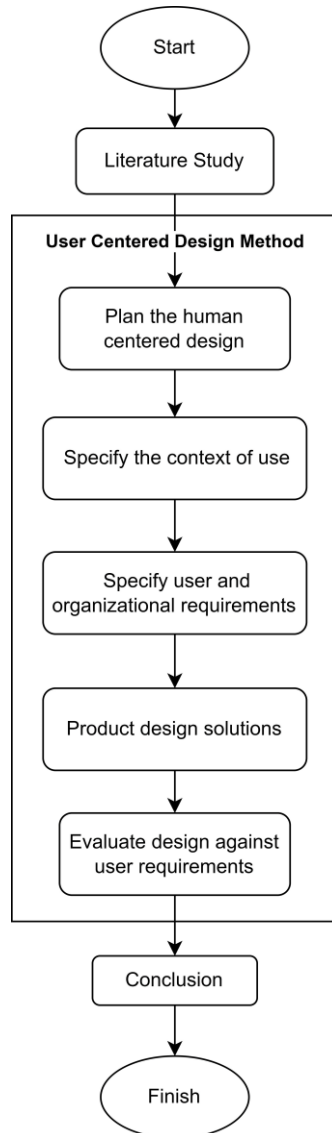 Start
Literature Study
User Centered Design Method
Plan the human
centered design
Specify the context of use
Specify user and
organizational requirements
Product design solutions
Evaluate design against
user requirements
Conclusion
Finish